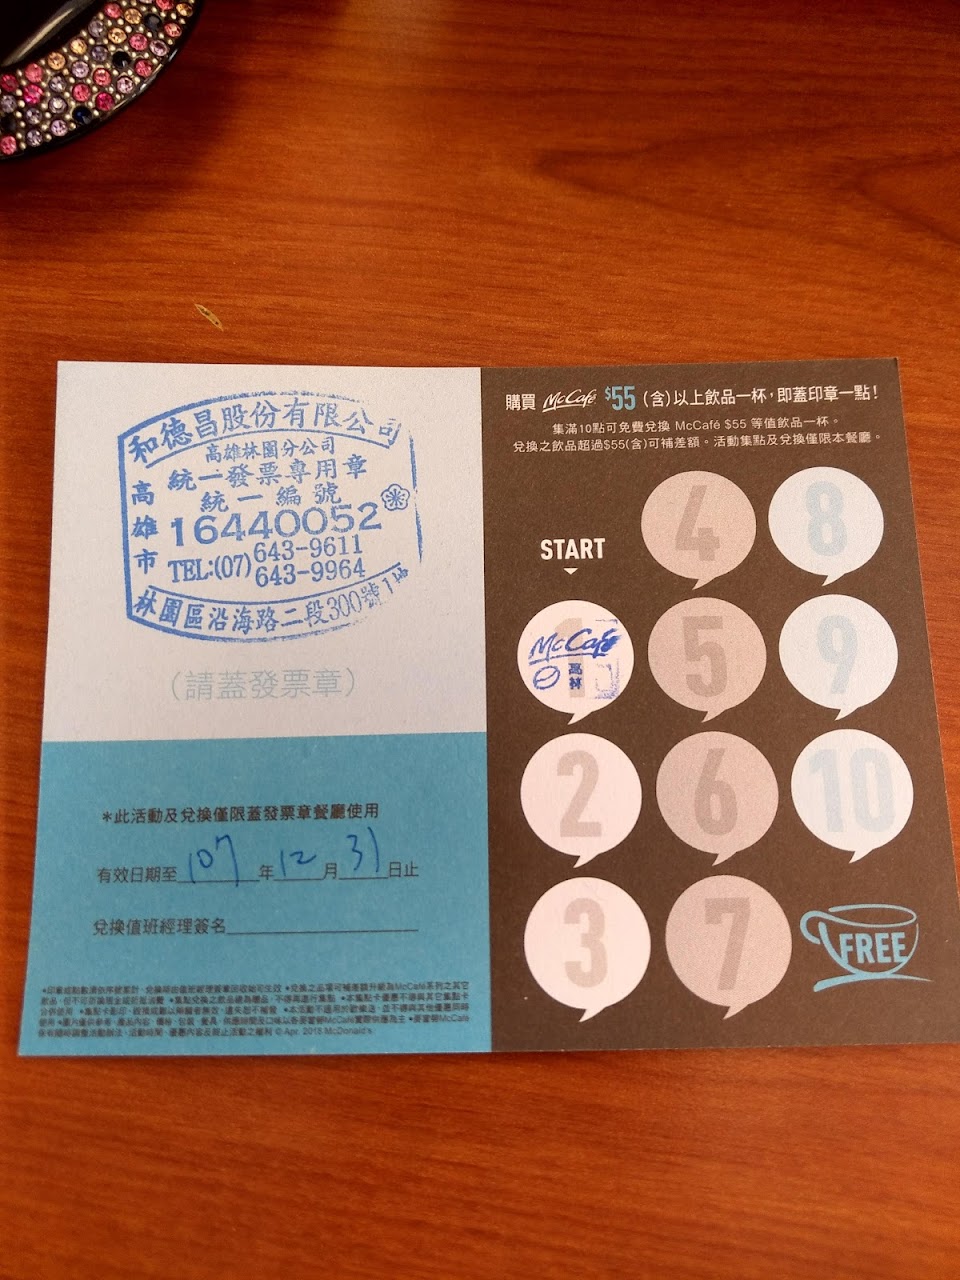 和德昌股份有限公司
高雄林園分公司
統一發票專用章
統一編號
高雄市
16440052
TEL:(07)643-9611
643-9964
林園區沿海路二段300號1
(請蓋發票章)
*此活動及兌換僅限蓋發票章餐廳使用
有效日期至107年12月31日止
兌換值班經理簽名
© Apr. 2018 McDonald's
購買 McCafé $55 (含)以上飲品一杯,即蓋印章一點!
集滿10點可免費兌換 McCafé $55 等值飲品一杯。
兌換之飲品超過$55(含)可補差額。活動集點及兌換僅限本餐廳。
START
1
McCafé
高林
2
3
4
5
6
7
8
9
10
FREE